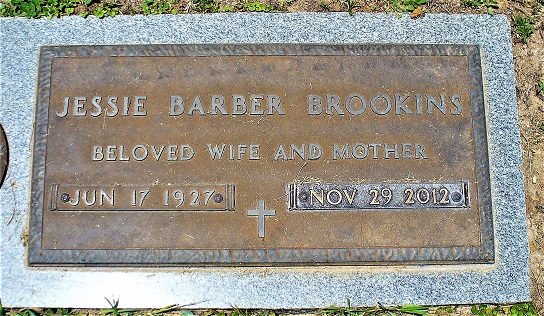 JESSIE BARBER BROOKINS
BELOVED WIFE AND MOTHER
JUN 17 1927 NOV 29 2012